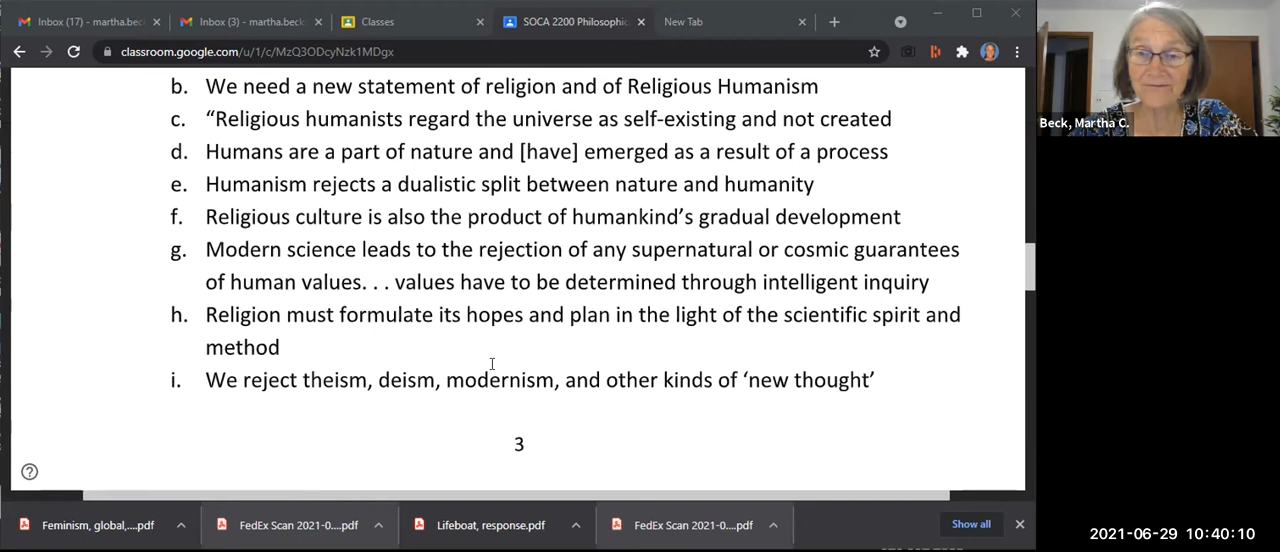 Inbox (17) - martha.beck
Inbox (3) - martha.beck
Classes
SOCA 2200 Philosophic
New Tab
classroom.google.com/u/1/c/MzQ3ODcyNzk1MDgx
b. We need a new statement of religion and of Religious Humanism
c. “Religious humanists regard the universe as self-existing and not created
d. Humans are a part of nature and [have] emerged as a result of a process
e. Humanism rejects a dualistic split between nature and humanity
f. Religious culture is also the product of humankind’s gradual development
g. Modern science leads to the rejection of any supernatural or cosmic guarantees
of human values. . . values have to be determined through intelligent inquiry
h. Religion must formulate its hopes and plan in the light of the scientific spirit and
method
i. We reject theism, deism, modernism, and other kinds of ‘new thought’
3
Beck, Martha C.
Feminism, global,....pdf
FedEx Scan 2021-0....pdf
Lifeboat, response.pdf
FedEx Scan 2021-0....pdf
Show all
2021-06-29 10:40:10